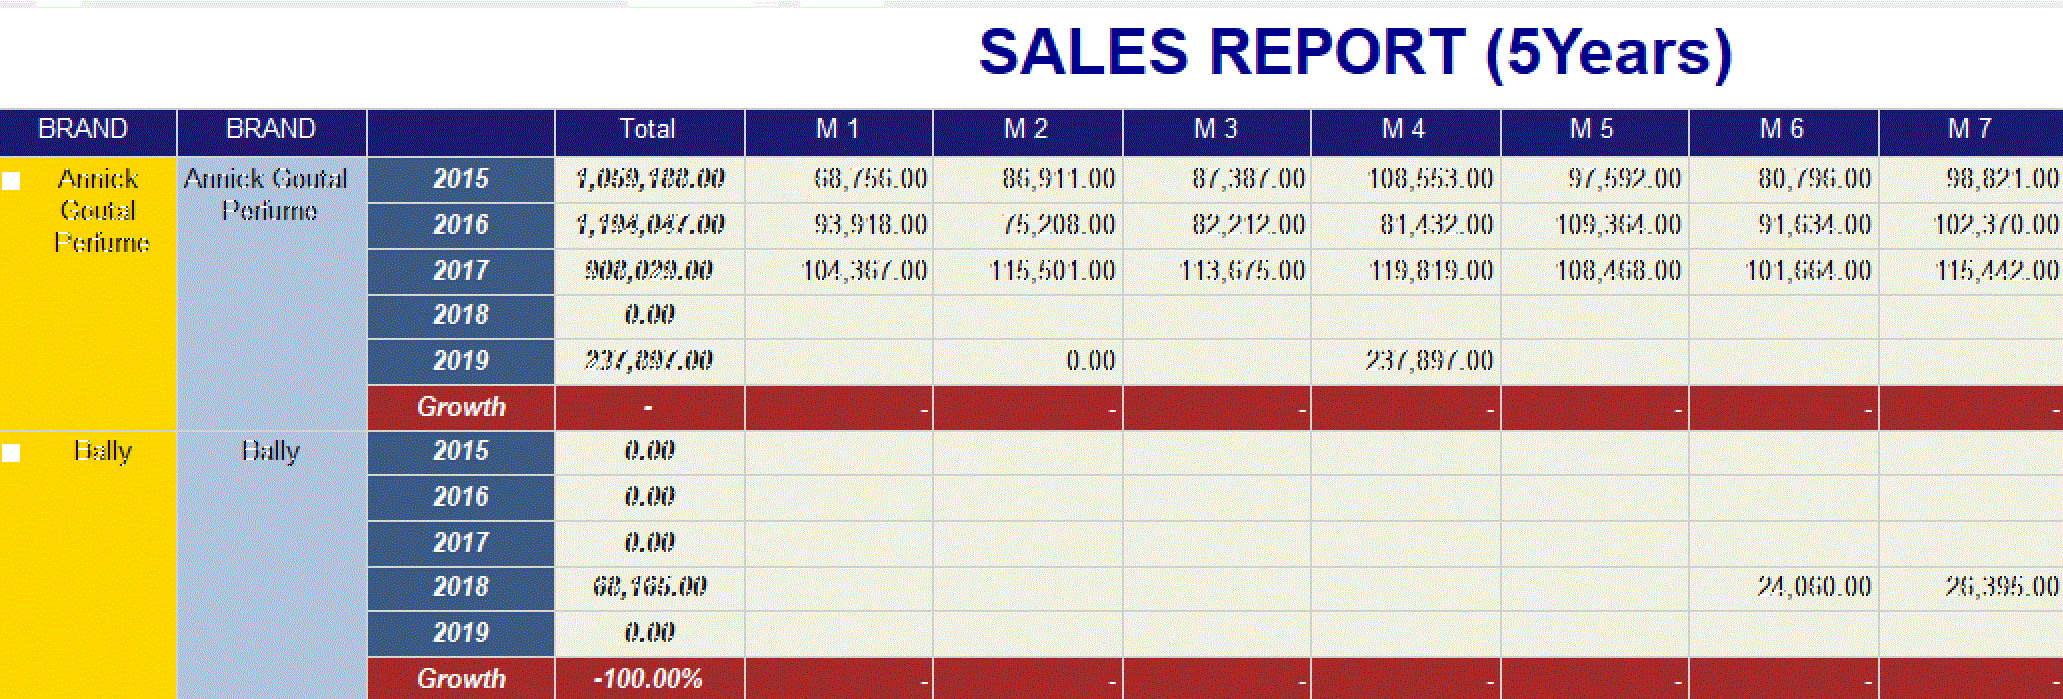 SALES REPORT (5Years)
BRAND BRAND Total M 1 M 2 M 3 M 4 M 5 M 6 M 7
Annick Goutal Perfume Annick Goutal Perfume 2015 1,059,188.00 68,756.00 86,911.00 87,387.00 108,553.00 97,592.00 80,796.00 98,821.00
2016 1,194,047.00 93,918.00 75,208.00 82,212.00 81,432.00 109,364.00 91,634.00 102,370.00
2017 908,029.00 104,367.00 115,501.00 113,675.00 119,819.00 108,468.00 101,664.00 115,442.00
2018 0.00
2019 237,897.00 0.00 237,897.00
Growth - - - - - - - -
Bally Bally 2015 0.00
2016 0.00
2017 0.00
2018 68,165.00 24,060.00 26,395.00
2019 0.00
Growth -100.00% - - - - - - -